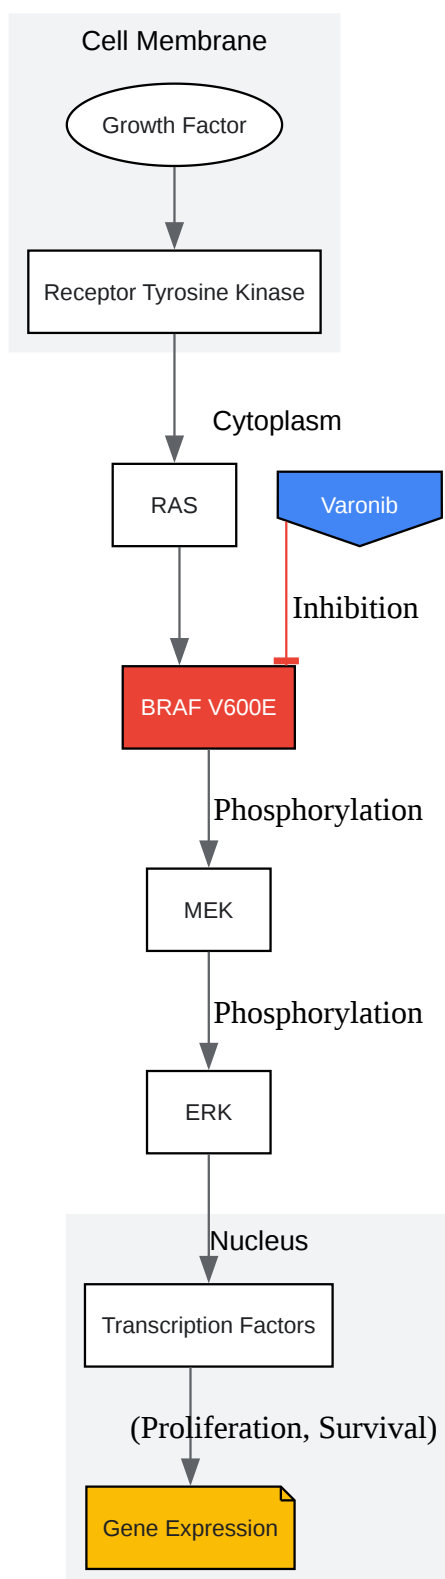 Cell Membrane
Growth Factor
Receptor Tyrosine Kinase
Cytoplasm
RAS
Varonib
Inhibition
BRAF V600E
Phosphorylation
MEK
Phosphorylation
ERK
Nucleus
Transcription Factors
(Proliferation, Survival)
Gene Expression